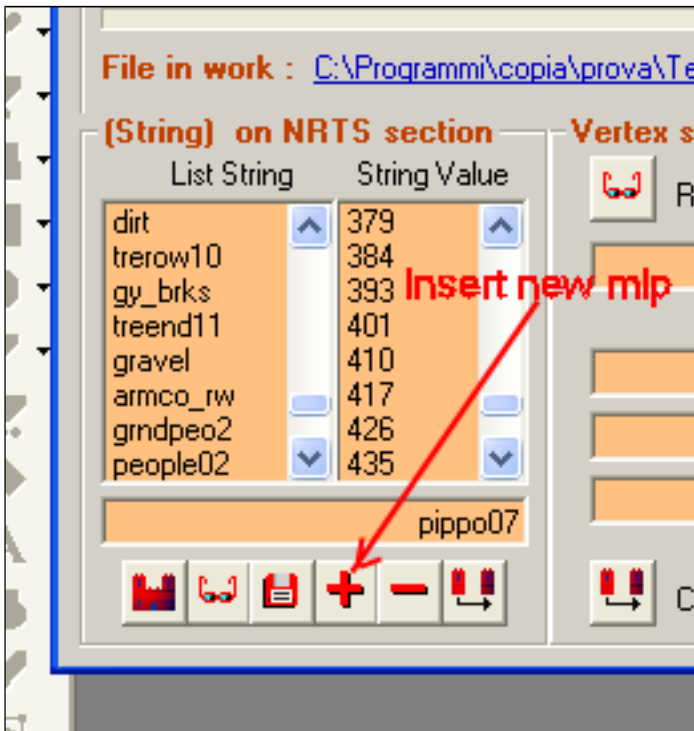 File in work : C:\Programmi\copia\prova\Te
(String) on NRTS section
Vertex s
List String String Value
R
dirt 379
trerow10 384
gy_brks 393
Insert new mlp
treend11 401
gravel 410
armco_rw 417
grndpeo2 426
people02 435
pippo07
C